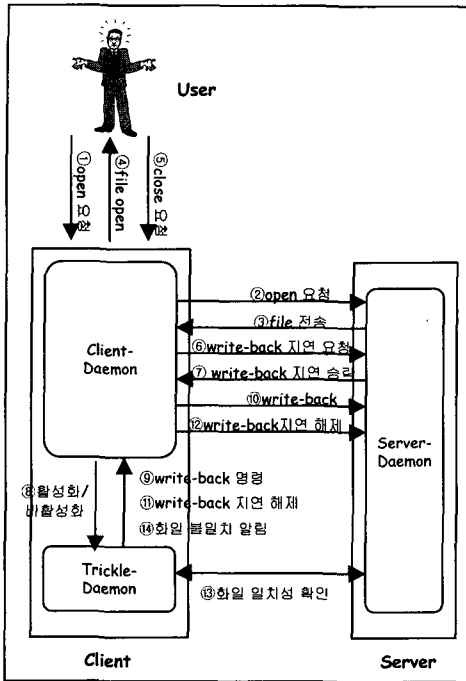 User
①open 요청
④file open
⑤close 요청
②open 요청
③file 전송
⑥write-back 지연 요청
⑦ write-back 지연 승락
⑩write-back
⑫write-back지연 해제
Client-
Daemon
Server-
Daemon
⑧활성화/
비활성화
⑨write-back 명령
⑪write-back 지연 해제
⑭화일 불일치 알림
Trickle-
Daemon
⑬화일 일치성 확인
Client
Server